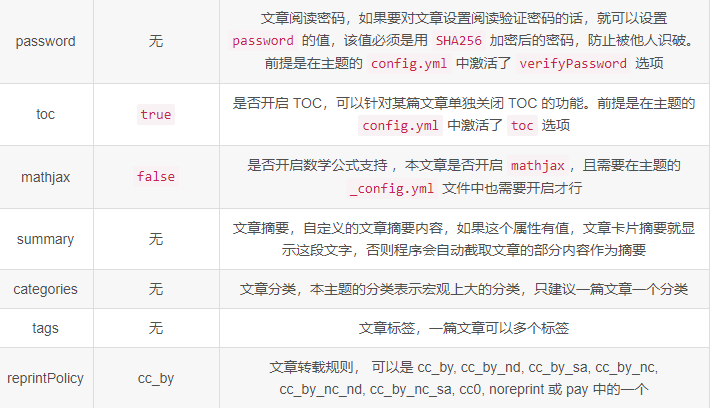 文章阅读密码，如果要对文章设置阅读验证密码的话，就可以设置
password 无 password 的值，该值必须是用 SHA256 加密后的密码，防止被他人识破。
前提是在主题的 config.yml 中激活了 verifyPassword 选项
toc true 是否开启 TOC，可以针对某篇文章单独关闭 TOC 的功能。前提是在主题的
config.yml 中激活了 toc 选项
mathjax false 是否开启数学公式支持 ，本文章是否开启 mathjax ，且需要在主题的
_config.yml 文件中也需要开启才行
summary 无 文章摘要，自定义的文章摘要内容，如果这个属性有值，文章卡片摘要就显
示这段文字，否则程序会自动截取文章的部分内容作为摘要
categories 无 文章分类，本主题的分类表示宏观上大的分类，只建议一篇文章一个分类
tags 无 文章标签，一篇文章可以多个标签
reprintPolicy cc_by 文章转载规则， 可以是 cc_by, cc_by_nd, cc_by_sa, cc_by_nc,
cc_by_nc_nd, cc_by_nc_sa, cc0, noreprint 或 pay 中的一个